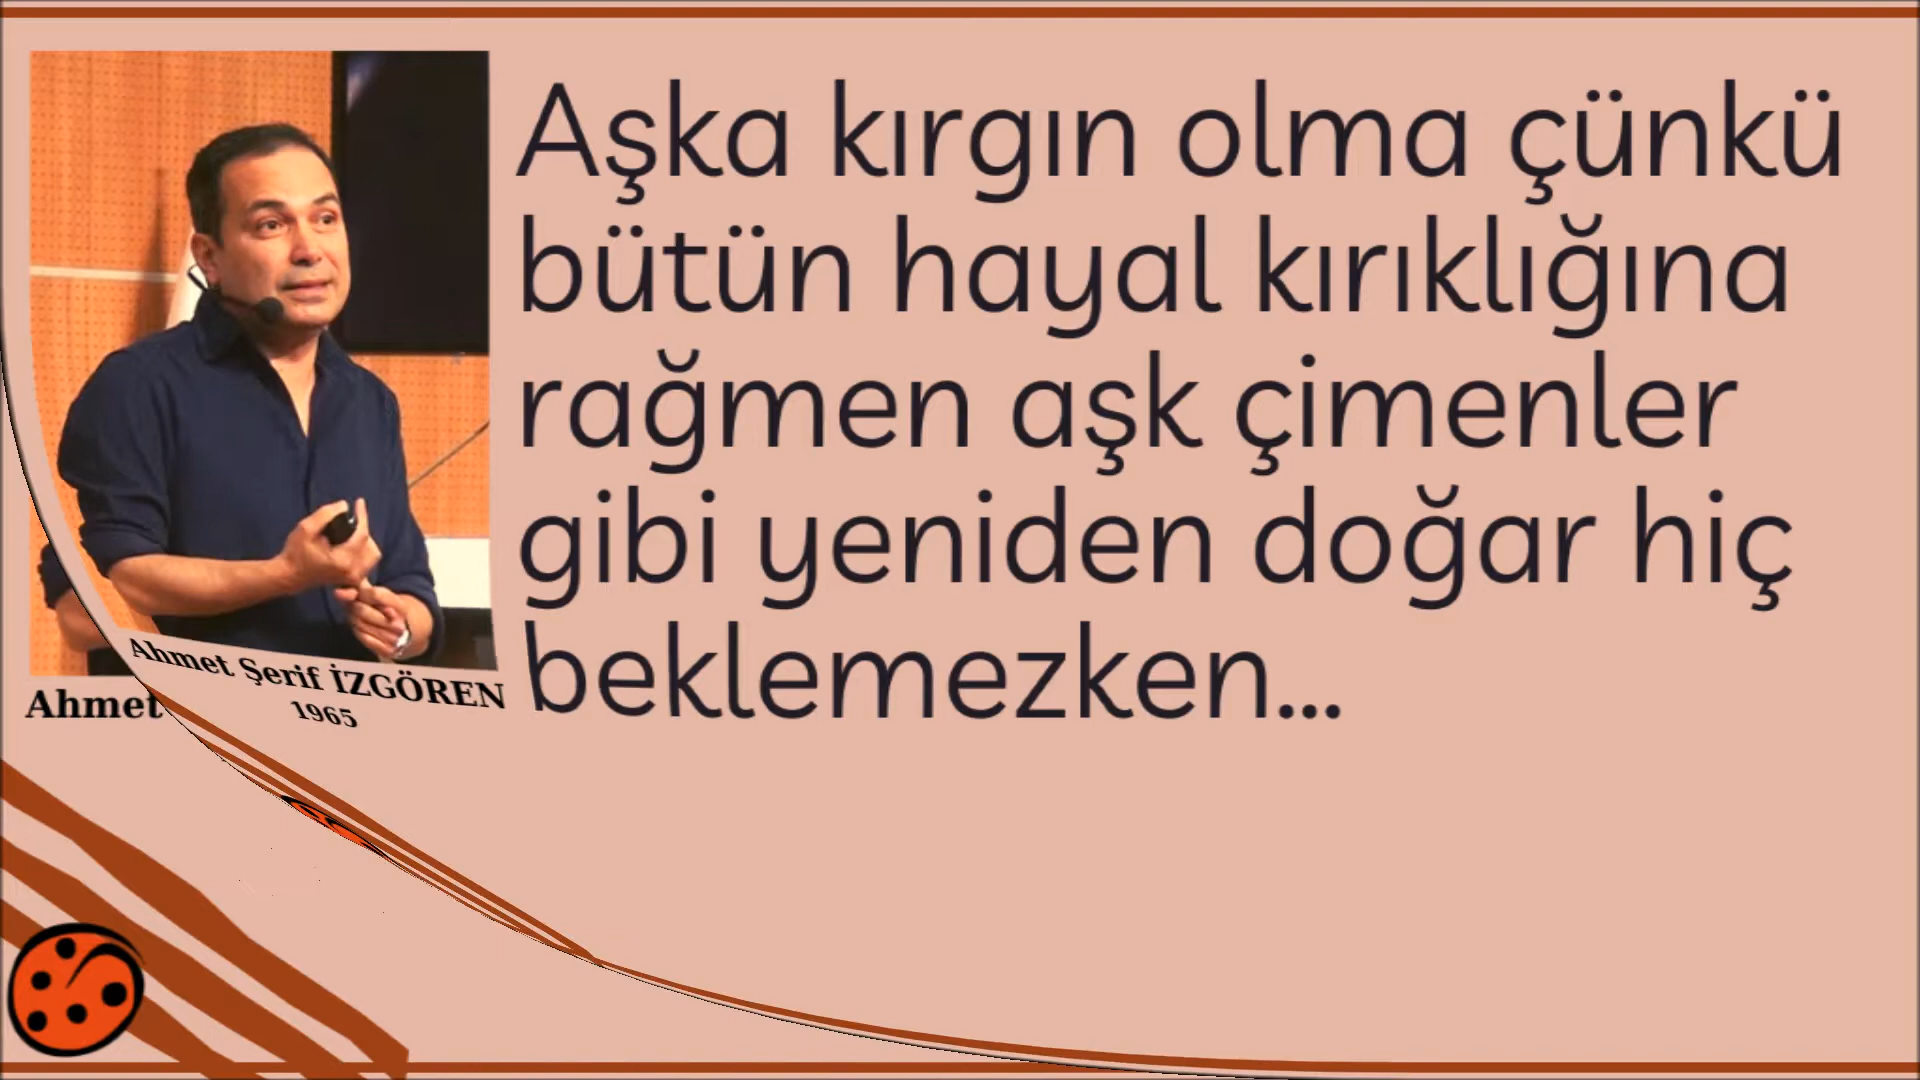 Aşka kırgın olma çünkü
bütün hayal kırıklığına
rağmen aşk çimenler
gibi yeniden doğar hiç
beklemezken...
Ahmet Şerif İZGÖREN
1965
Ahmet